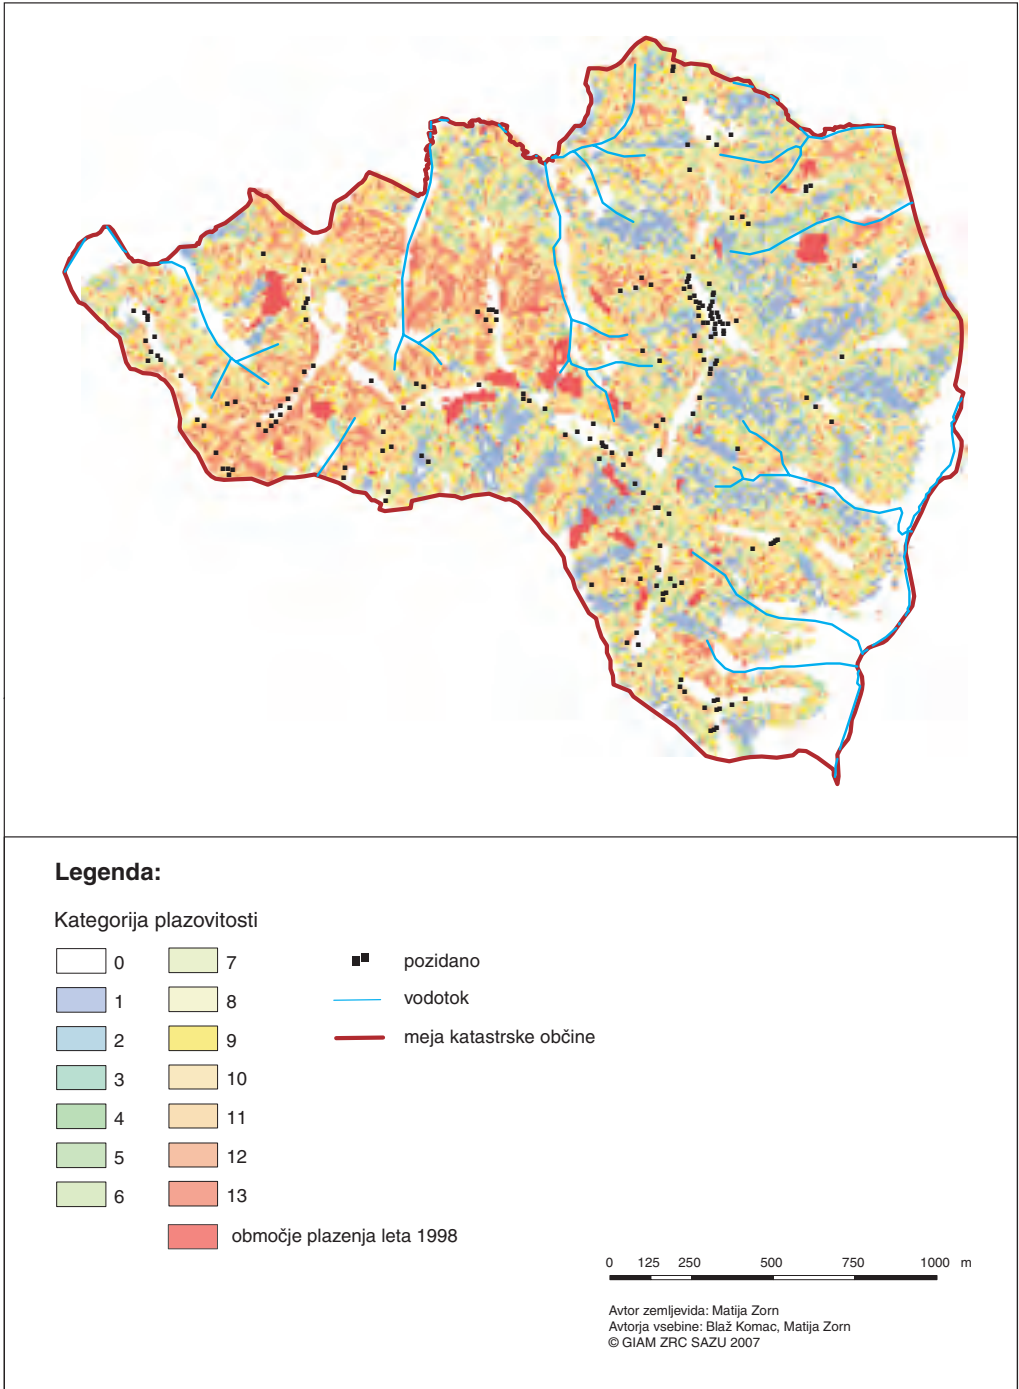 Legenda:
Kategorija plazovitosti
0
1
2
3
4
5
6
7
8
9
10
11
12
13
območje plazenja leta 1998
pozidano
vodotok
meja katastrske občine
0 125 250 500 750 1000 m
Avtor zemljevida: Matija Zorn
Avtorja vsebine: Blaž Komac, Matija Zorn
© GIAM ZRC SAZU 2007